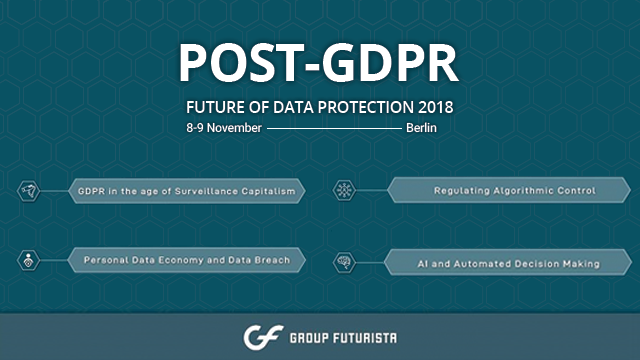 POST-GDPR
FUTURE OF DATA PROTECTION 2018
8-9 November Berlin
GDPR in the age of Surveillance Capitalism
Regulating Algorithmic Control
Personal Data Economy and Data Breach
AI and Automated Decision Making
GF GROUP FUTURISTA